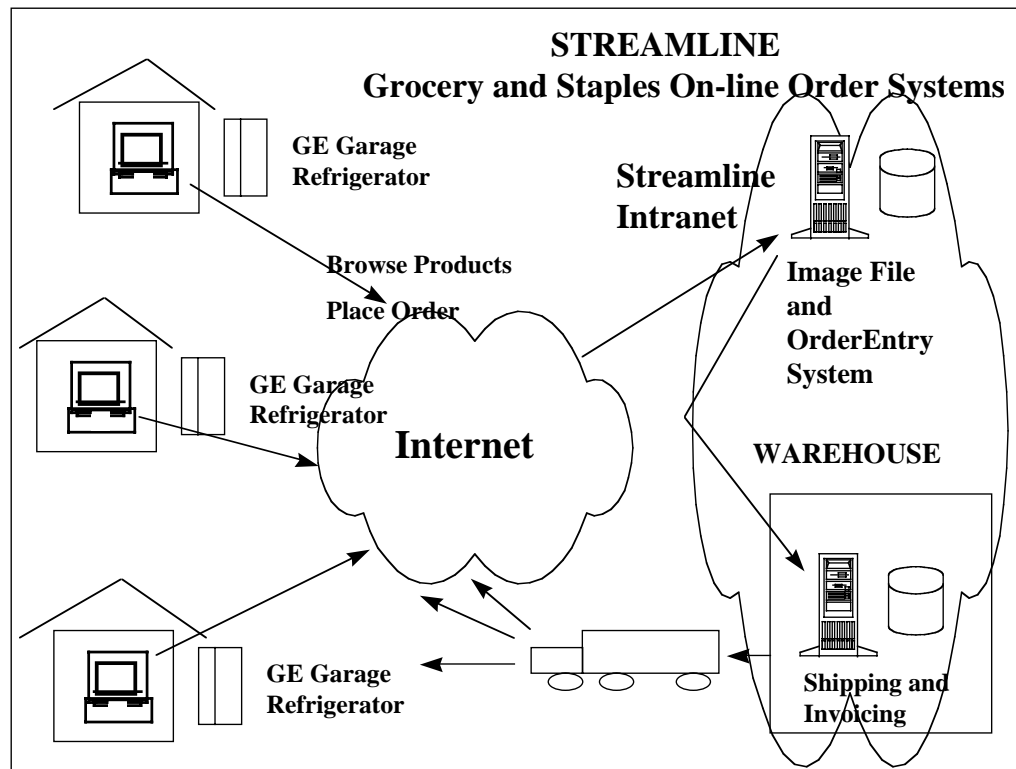 STREAMLINE
Grocery and Staples On-line Order Systems
GE Garage
Refrigerator
Streamline
Intranet
Browse Products
Place Order
Image File
and
OrderEntry
System
GE Garage
Refrigerator
Internet
WAREHOUSE
GE Garage
Refrigerator
Shipping and
Invoicing